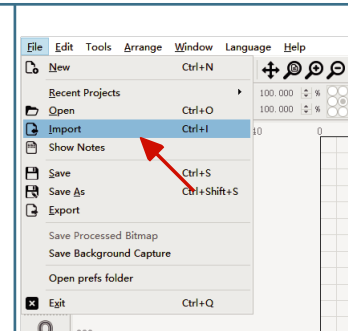 File Edit Tools Arrange Window Language Help
New Ctrl+N
Recent Projects
Open Ctrl+O
Import Ctrl+I
Show Notes
Save Ctrl+S
Save As Ctrl+Shift+S
Export
Save Processed Bitmap
Save Background Capture
Open prefs folder
Exit Ctrl+Q
100.000 %
100.000 %
0